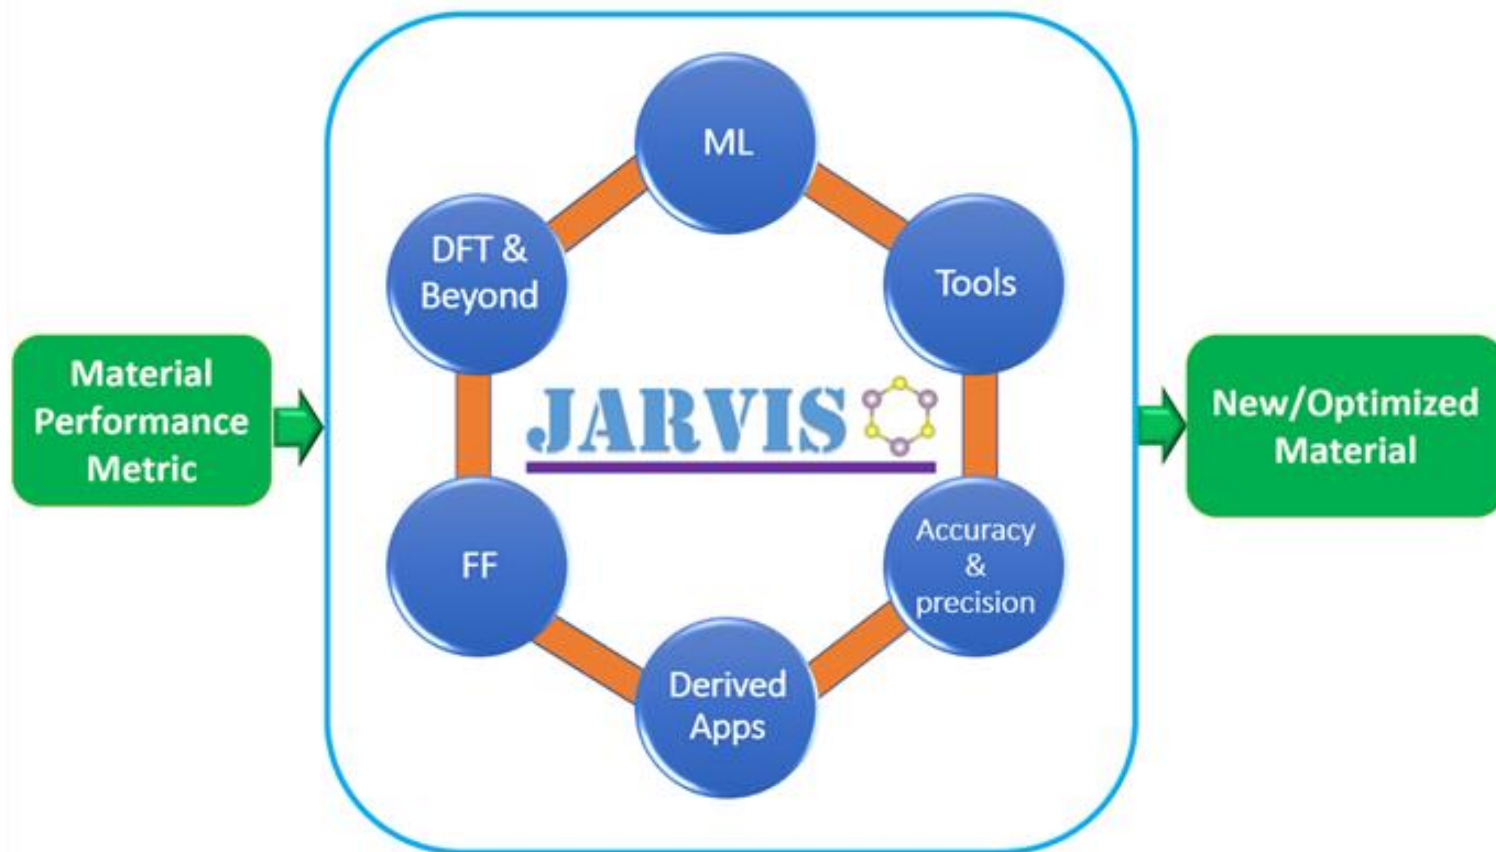 ML
DFT &
Beyond
Tools
Material
Performance
Metric
JARVIS
New/Optimized
Material
FF
Accuracy
&
precision
Derived
Apps